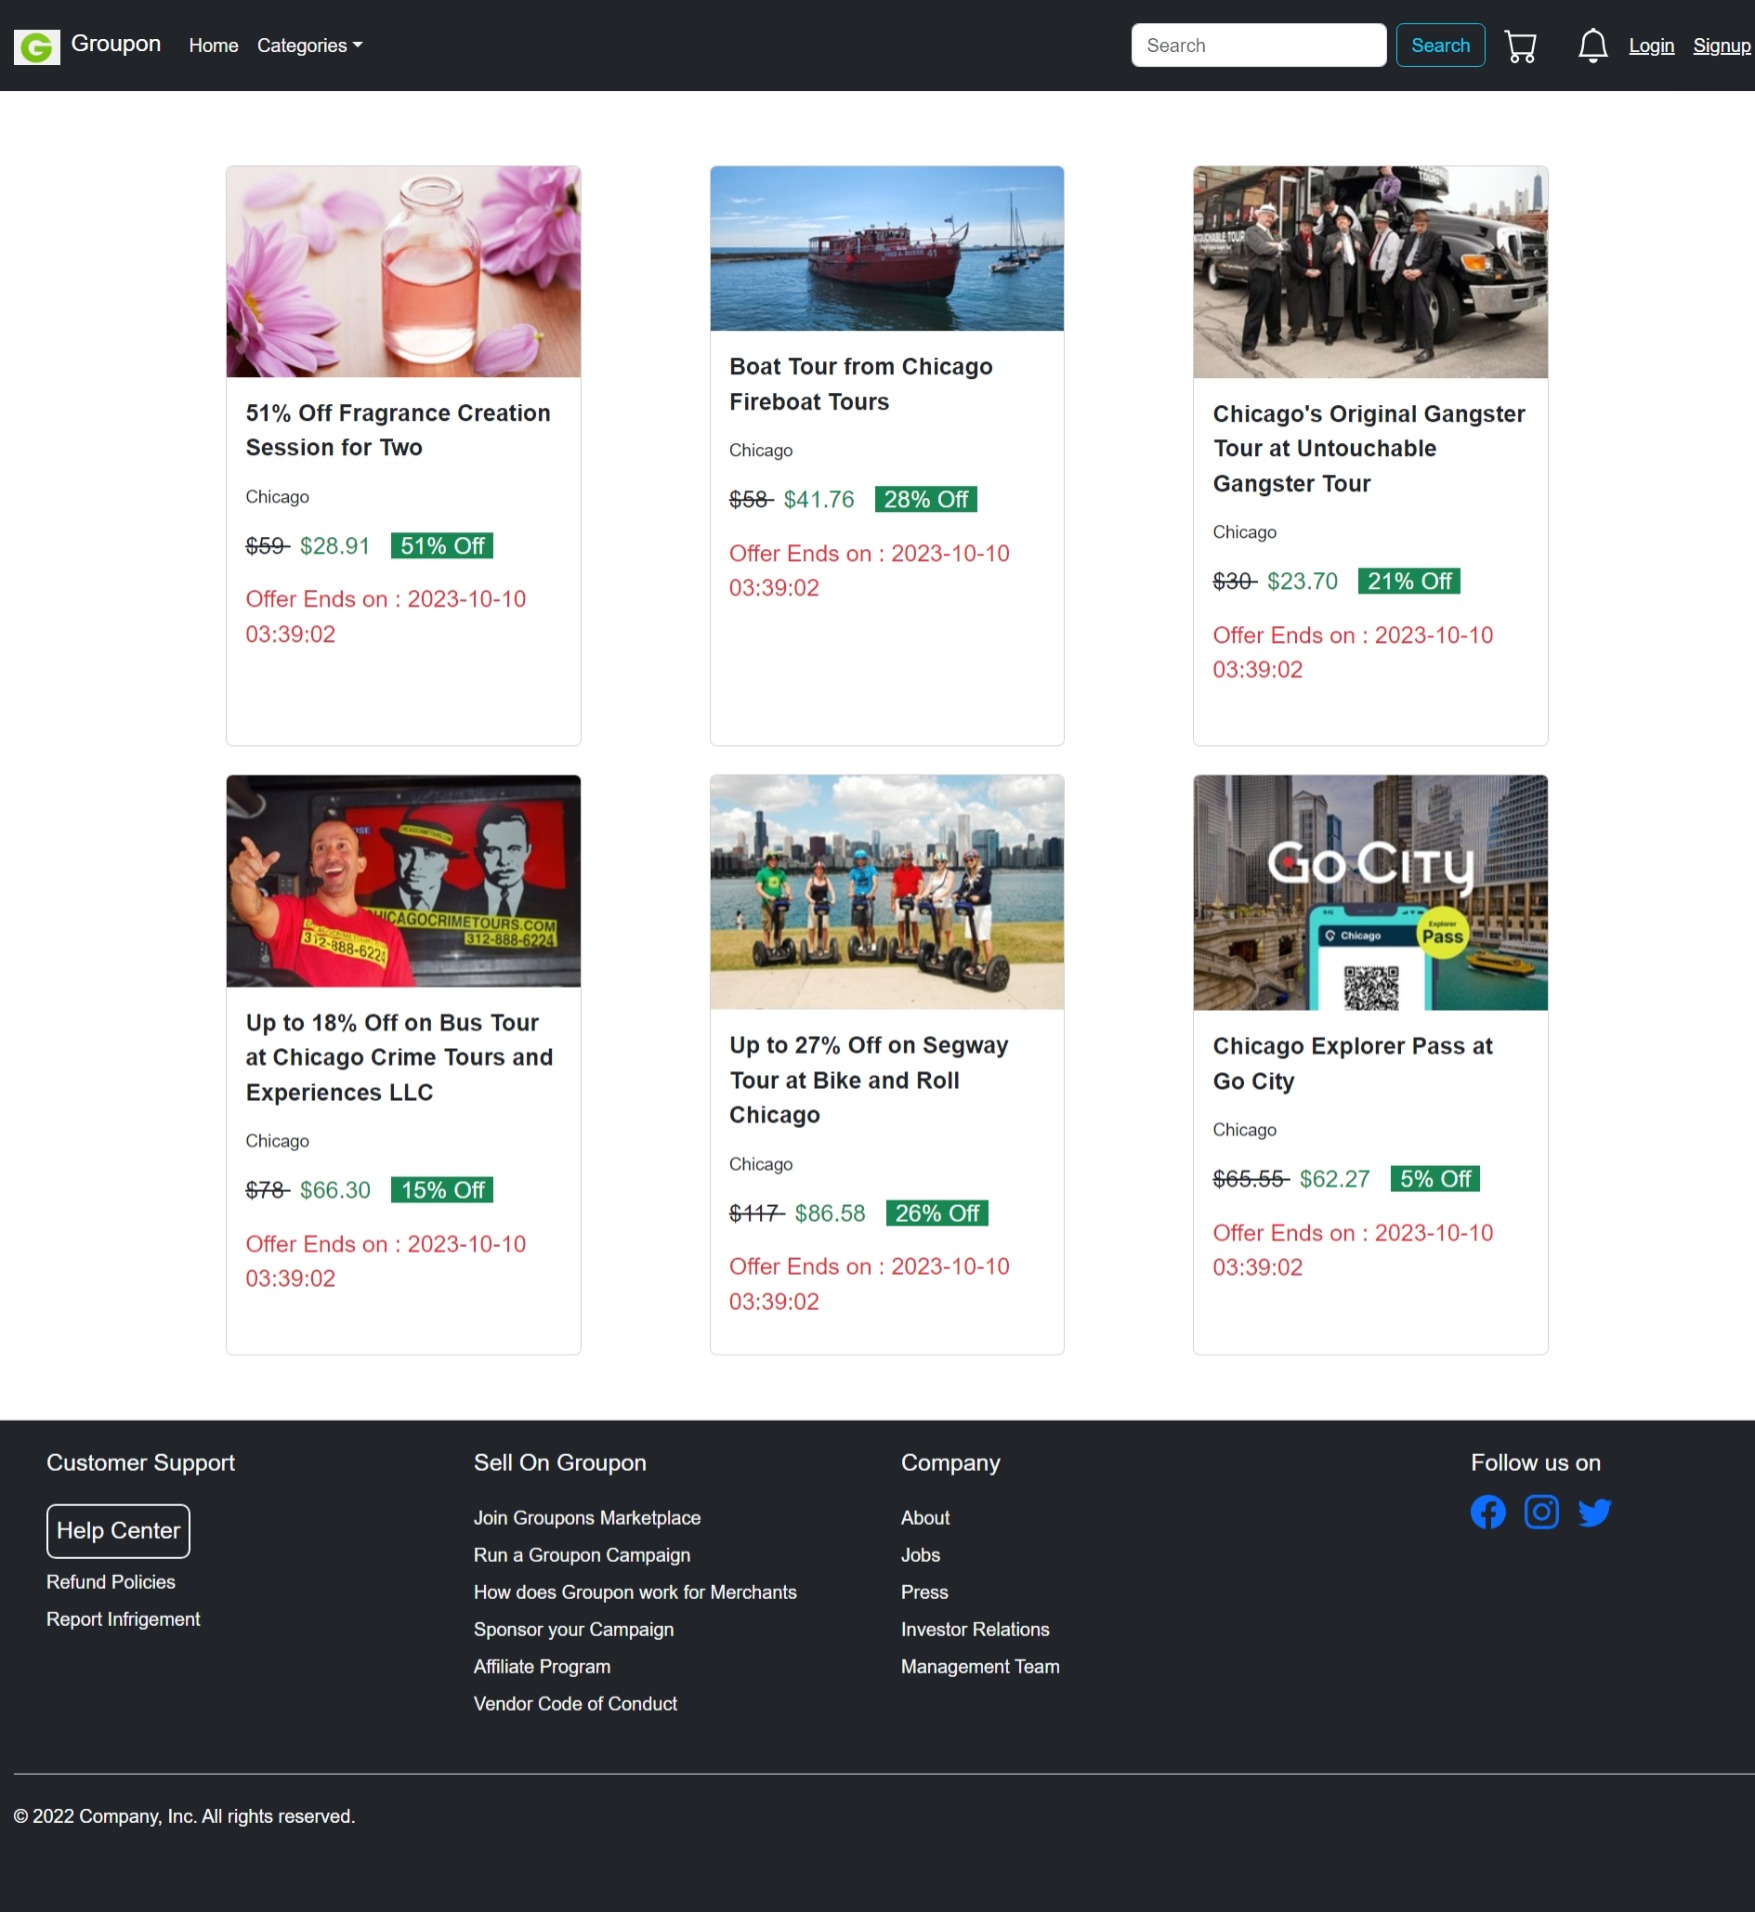 Groupon
Home
Categories
Search
Search
Login
Signup
51% Off Fragrance Creation
Session for Two
Chicago
$59 $28.91 51% Off
Offer Ends on : 2023-10-10
03:39:02
FRED A. BUSSE 41
Boat Tour from Chicago
Fireboat Tours
Chicago
$58 $41.76 28% Off
Offer Ends on : 2023-10-10
03:39:02
TOURS
Chicago's Original Gangster
Tour at Untouchable
Gangster Tour
Chicago
$30 $23.70 21% Off
Offer Ends on : 2023-10-10
03:39:02
CHICAGOCRIMETOURS.COM
312-888-6224
312-888-6224
Up to 18% Off on Bus Tour
at Chicago Crime Tours and
Experiences LLC
Chicago
$78 $66.30 15% Off
Offer Ends on : 2023-10-10
03:39:02
Up to 27% Off on Segway
Tour at Bike and Roll
Chicago
Chicago
$117 $86.58 26% Off
Offer Ends on : 2023-10-10
03:39:02
GO CITY
Chicago
Explorer
Pass
Chicago Explorer Pass at
Go City
Chicago
$65.55 $62.27 5% Off
Offer Ends on : 2023-10-10
03:39:02
Customer Support
Help Center
Refund Policies
Report Infrigement
Sell On Groupon
Join Groupons Marketplace
Run a Groupon Campaign
How does Groupon work for Merchants
Sponsor your Campaign
Affiliate Program
Vendor Code of Conduct
Company
About
Jobs
Press
Investor Relations
Management Team
Follow us on
© 2022 Company, Inc. All rights reserved.